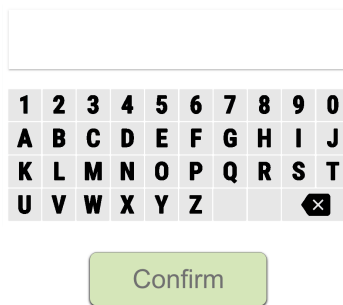 1 2 3 4 5 6 7 8 9 0
A B C D E F G H I J
K L M N O P Q R S T
U V W X Y Z
Confirm